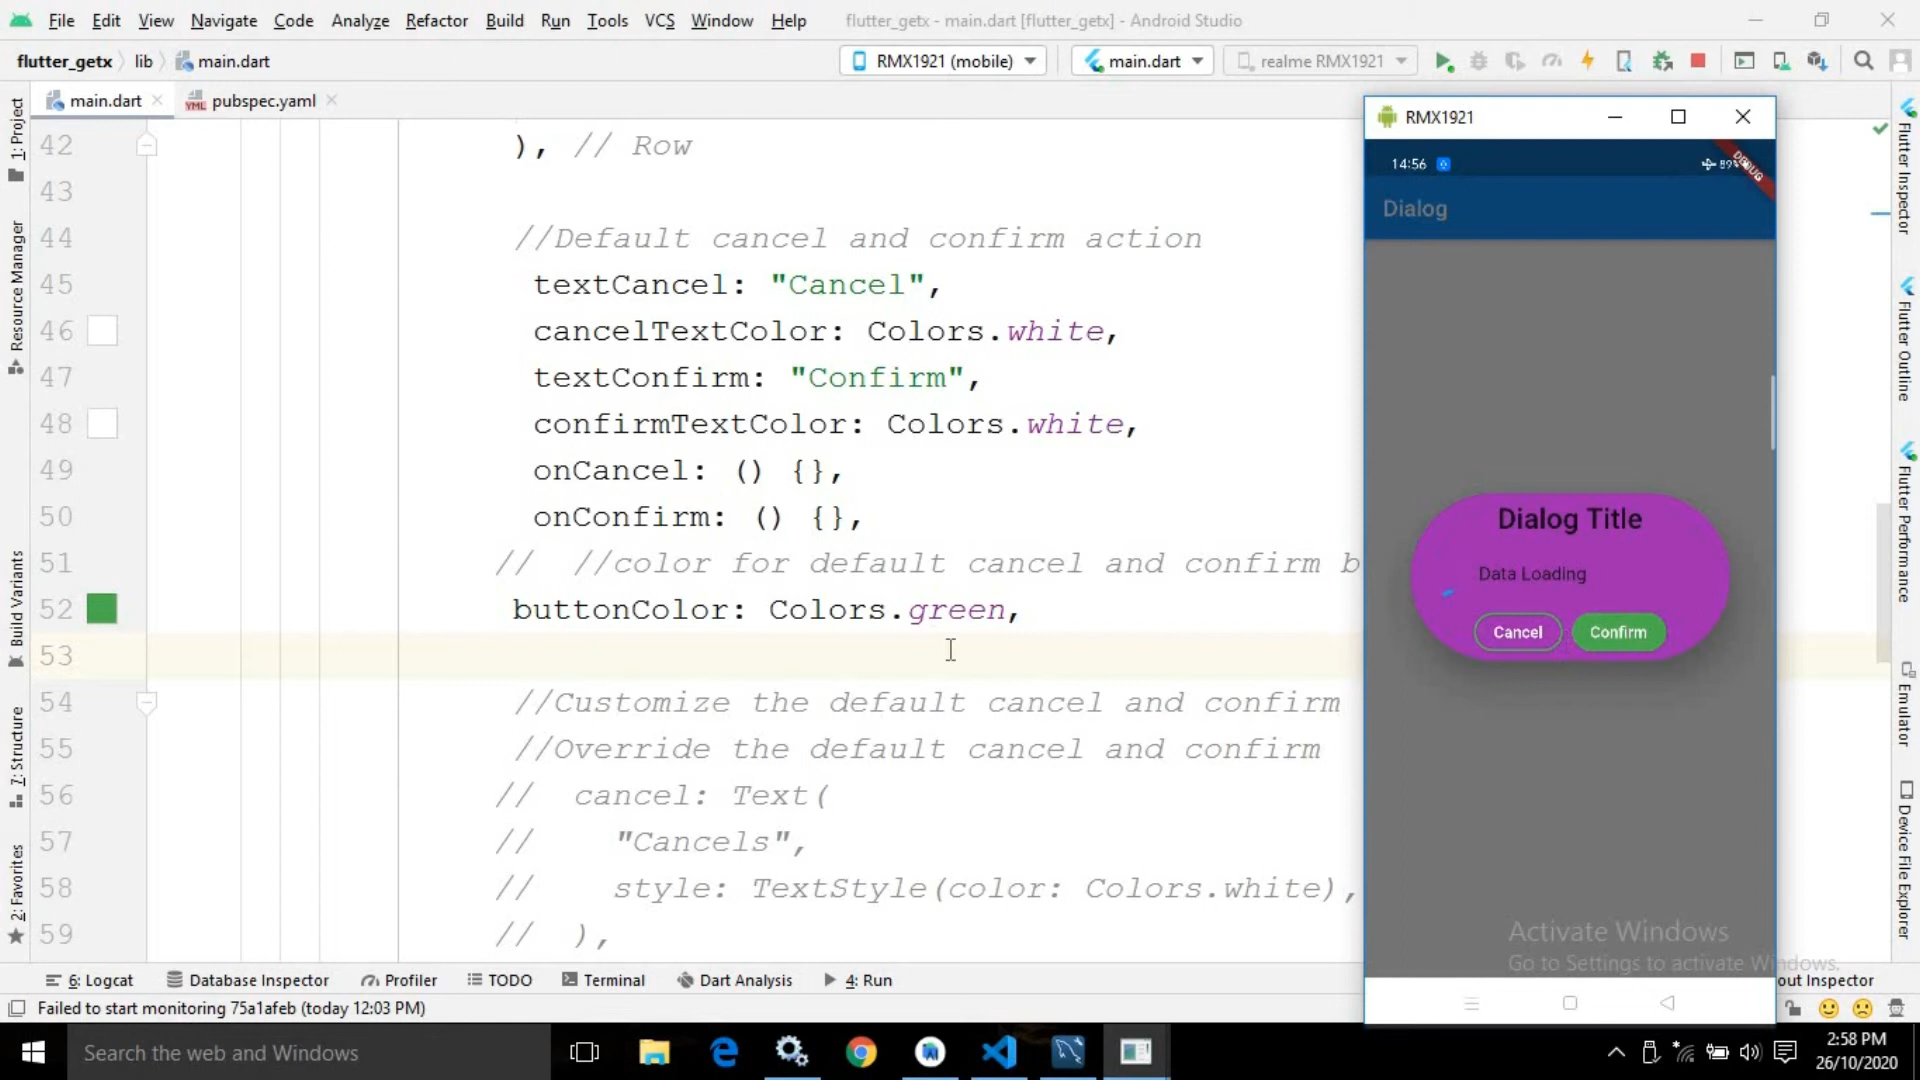 File Edit View Navigate Code Analyze Refactor Build Run Tools VCS Window Help flutter_getx - main.dart [flutter_getx] - Android Studio
flutter_getx lib main.dart RMX1921 (mobile) main.dart realme RMX1921
main.dart pubspec.yaml
1: Project
Resource Manager
Build Variants
7: Structure
2: Favorites
42 ), // Row
43
44 //Default cancel and confirm action
45 textCancel: "Cancel",
46 cancelTextColor: Colors.white,
47 textConfirm: "Confirm",
48 confirmTextColor: Colors.white,
49 onCancel: () {},
50 onConfirm: () {},
51 // //color for default cancel and confirm b
52 buttonColor: Colors.green,
53
54 //Customize the default cancel and confirm
55 //Override the default cancel and confirm
56 // cancel: Text(
57 // "Cancels",
58 // style: TextStyle(color: Colors.white),
59 // ),
RMX1921
14:56 89%
DEBUG
Dialog
Dialog Title
Data Loading
Cancel Confirm
Activate Windows
Go to Settings to activate Windows.
Flutter Inspector
Flutter Outline
Flutter Performance
Emulator
Device File Explorer
6: Logcat Database Inspector Profiler TODO Terminal Dart Analysis 4: Run out Inspector
Failed to start monitoring 75a1afeb (today 12:03 PM)
Search the web and Windows
2:58 PM
26/10/2020